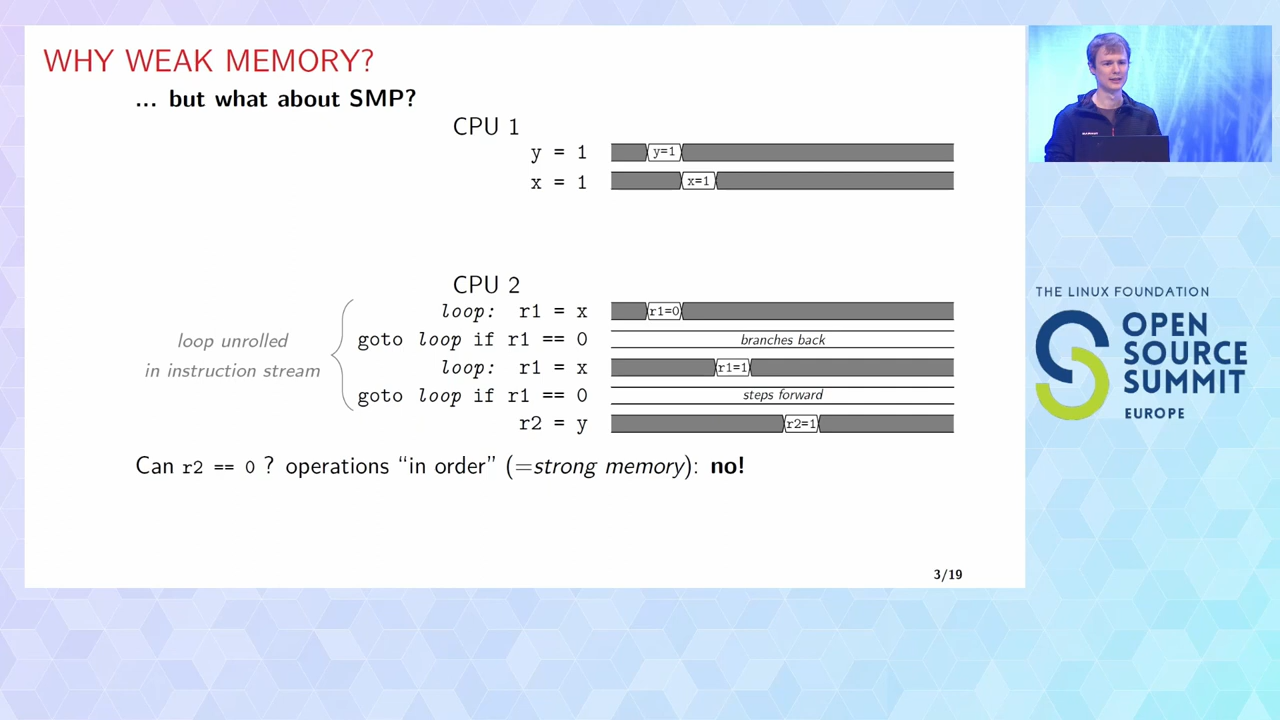 WHY WEAK MEMORY?
... but what about SMP?
CPU 1
y = 1
y=1
x = 1
x=1
CPU 2
loop: r1 = x
r1=0
goto loop if r1 == 0
branches back
loop: r1 = x
r1=1
goto loop if r1 == 0
steps forward
r2 = y
r2=1
loop unrolled
in instruction stream
Can r2 == 0 ? operations “in order” (=strong memory): no!
3/19
THE LINUX FOUNDATION
OPEN
SOURCE
SUMMIT
EUROPE